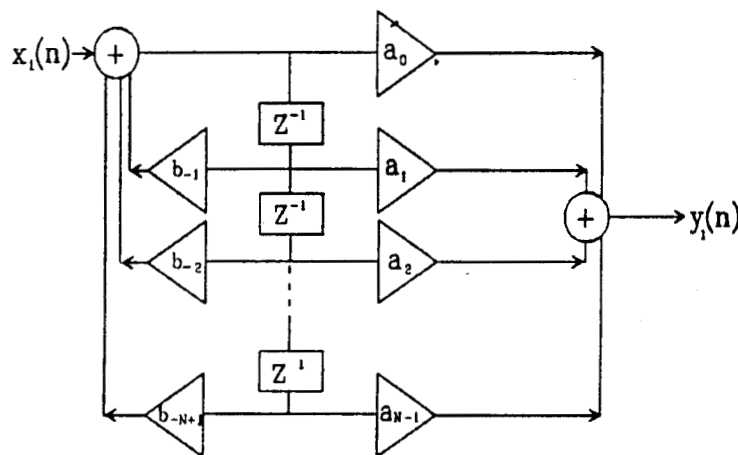 x₁(n) + a₀
Z⁻¹
b₋₁ a₁
Z⁻¹ + y₁(n)
b₋₂ a₂
Z⁻¹
b₋N₊₁ aN₋₁